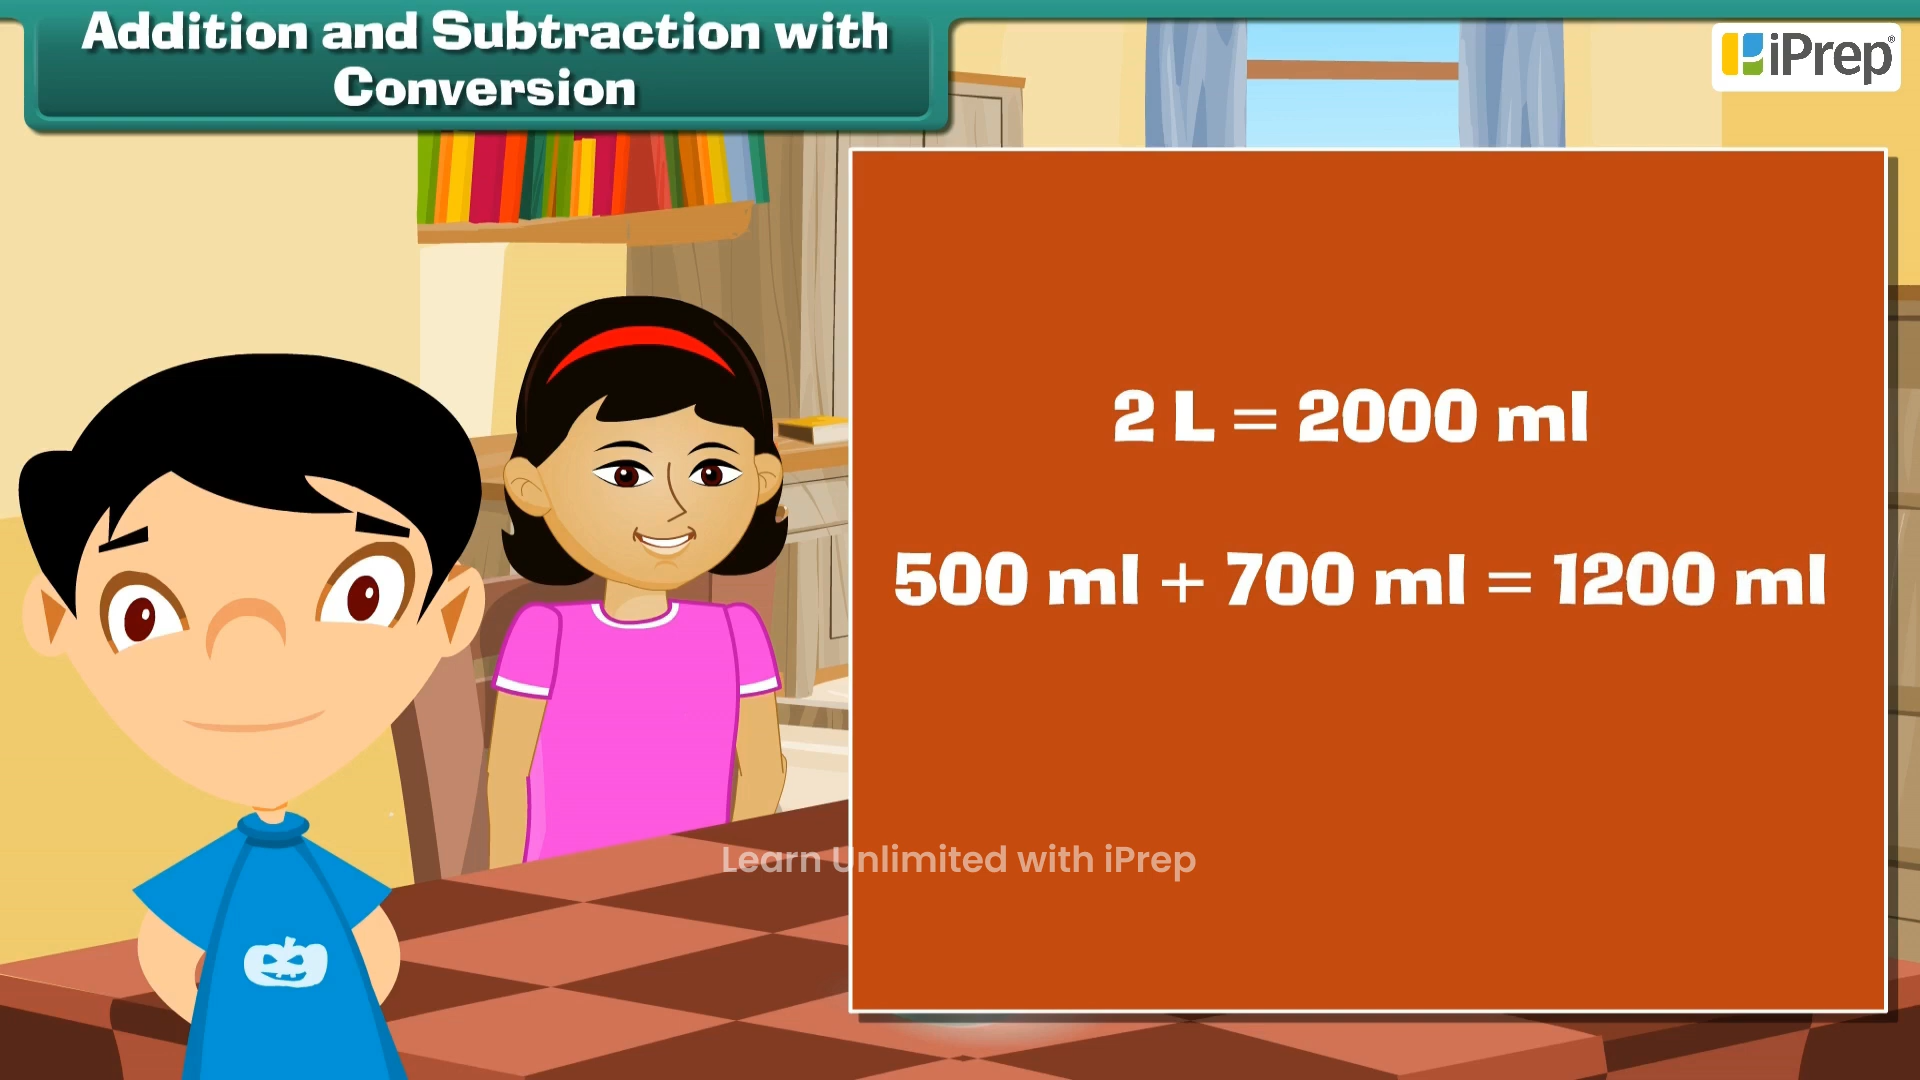 Addition and Subtraction with
Conversion
iPrep®
2 L = 2000 ml
500 ml + 700 ml = 1200 ml
Learn Unlimited with iPrep